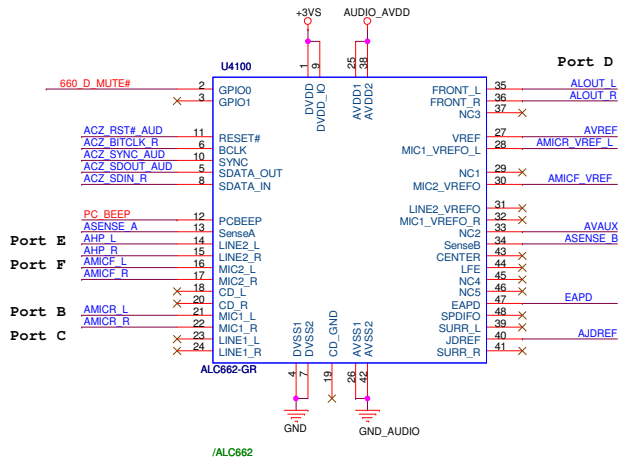 +3VS AUDIO_AVDD
U4100
1 9 25 38
Port D
660_D_MUTE# 2 GPIO0 DVDD DVDD_IO AVDD1 AVDD2 FRONT_L 35 ALOUT_L
3 GPIO1 FRONT_R 36 ALOUT_R
NC3 37
ACZ_RST#_AUD 11 RESET# VREF 27 AVREF
ACZ_BITCLK_R 6 BCLK MIC1_VREFO_L 28 AMICR_VREF_L
ACZ_SYNC_AUD 10 SYNC
ACZ_SDOUT_AUD 5 SDATA_OUT NC1 29
ACZ_SDIN_R 8 SDATA_IN MIC2_VREFO 30 AMICF_VREF
LINE2_VREFO 31
PC_BEEP 12 PCBEEP MIC1_VREFO_R 32
ASENSE_A 13 SenseA NC2 33 AVAUX
Port E AHP_L 14 LINE2_L SenseB 34 ASENSE_B
AHP_R 15 LINE2_R CENTER 43
Port F AMICF_L 16 MIC2_L LFE 44
AMICF_R 17 MIC2_R NC4 45
18 CD_L NC5 46
20 CD_R EAPD 47 EAPD
Port B AMICR_L 21 MIC1_L SPDIFO 48
AMICR_R 22 MIC1_R SURR_L 39
Port C 23 LINE1_L JDREF 40 AJDREF
24 LINE1_R SURR_R 41
DVSS1 DVSS2 CD_GND AVSS1 AVSS2
ALC662-GR
4 7 19 26 42
GND GND_AUDIO
/ALC662